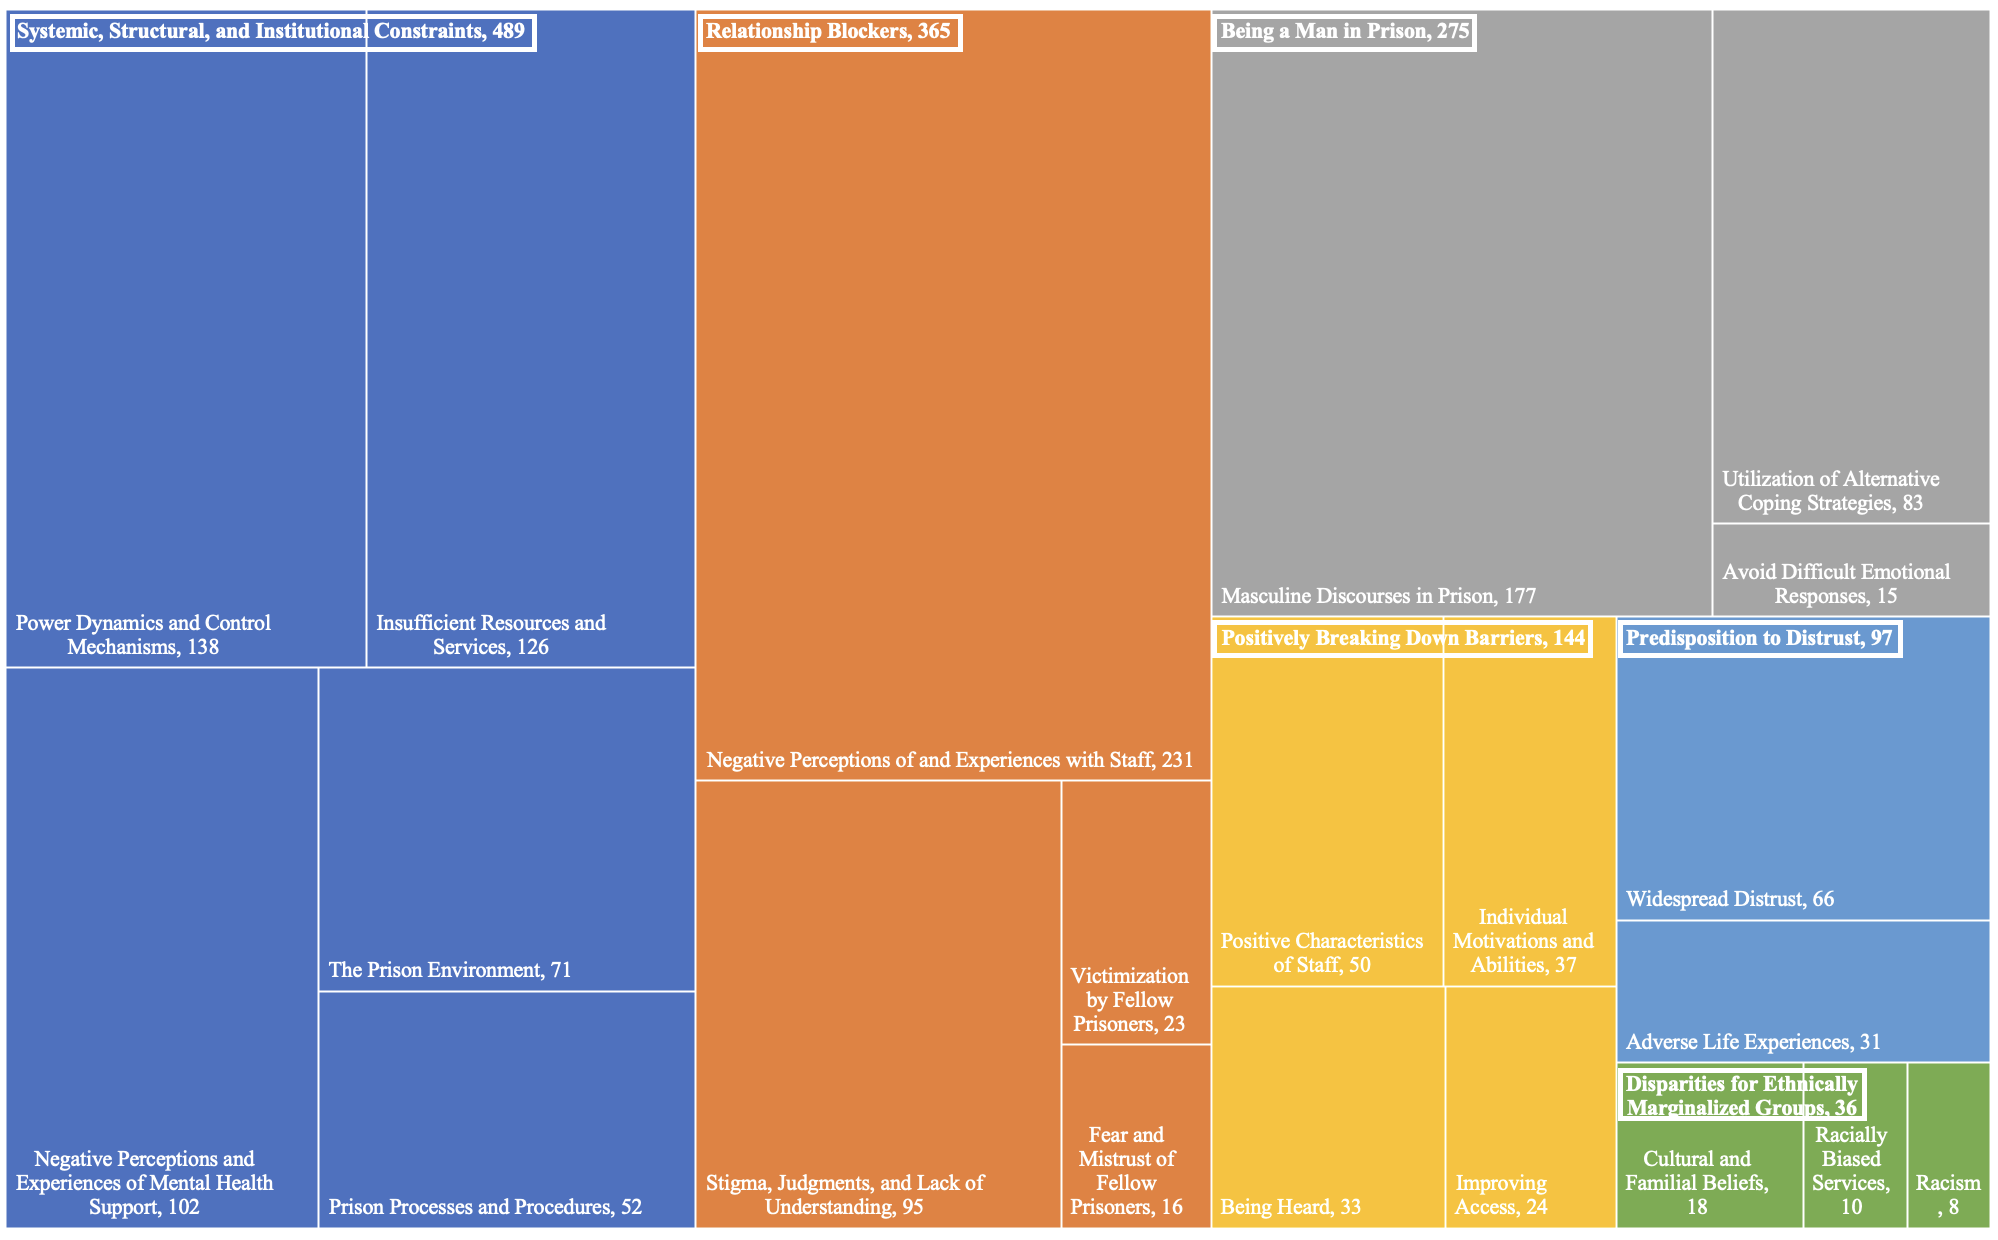 Systemic, Structural, and Institutional Constraints, 489
Power Dynamics and Control
Mechanisms, 138
Insufficient Resources and
Services, 126
Negative Perceptions and
Experiences of Mental Health
Support, 102
The Prison Environment, 71
Prison Processes and Procedures, 52
Relationship Blockers, 365
Negative Perceptions of and Experiences with Staff, 231
Stigma, Judgments, and Lack of
Understanding, 95
Victimization
by Fellow
Prisoners, 23
Fear and
Mistrust of
Fellow
Prisoners, 16
Being a Man in Prison, 275
Masculine Discourses in Prison, 177
Utilization of Alternative
Coping Strategies, 83
Avoid Difficult Emotional
Responses, 15
Positively Breaking Down Barriers, 144
Positive Characteristics
of Staff, 50
Individual
Motivations and
Abilities, 37
Being Heard, 33
Improving
Access, 24
Predisposition to Distrust, 97
Widespread Distrust, 66
Adverse Life Experiences, 31
Disparities for Ethnically
Marginalized Groups, 36
Cultural and
Familial Beliefs,
18
Racially
Biased
Services,
10
Racism
, 8